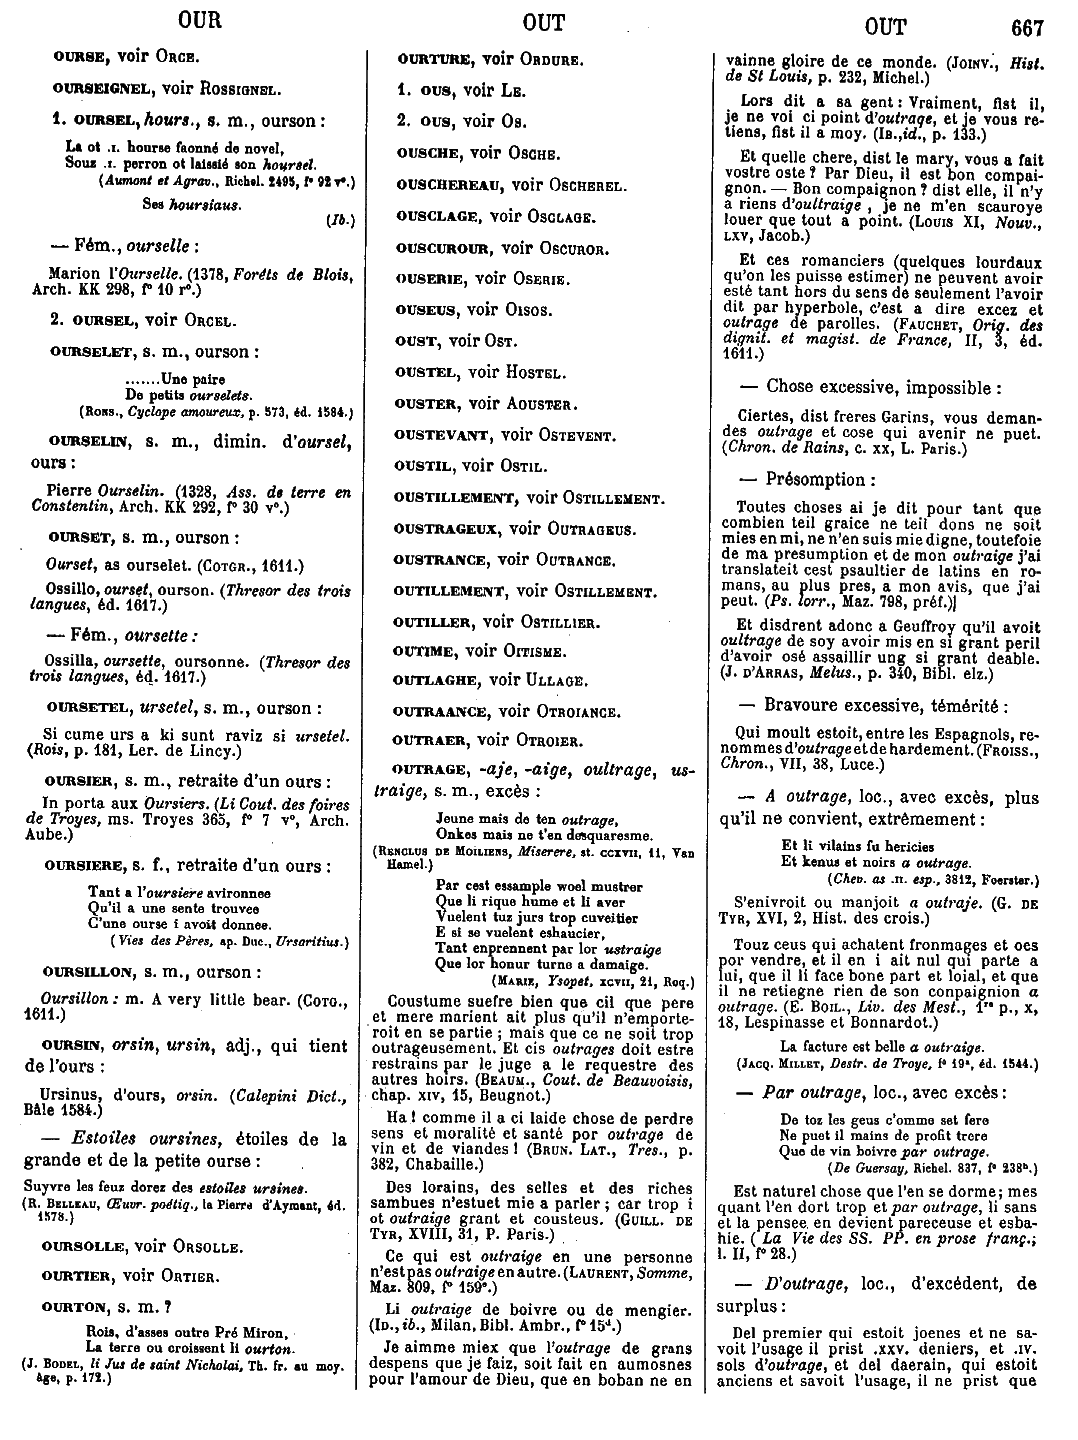 OUR
OUT
OUT
667
OURSE, voir ORCE.
OURSEIGNEL, voir ROSSIGNEL.
1. OURSEL, hours., s. m., ourson :
La ot .I. hourse faonné de novel,
Souz .I. perron ot laissié son hoursel.
(Aumont et Agrav., Richel. 2495, f° 92 v°.)
Ses hoursiaus.
(Ib.)
— Fém., ourselle :
Marion l'Ourselle. (1378, Forêts de Blois,
Arch. KK 298, f° 10 r°.)
2. OURSEL, voir ORCEL.
OURSELET, s. m., ourson :
.......Une paire
De petits ourselets.
(RONS., Cyclope amoureux, p. 573, éd. 1584.)
OURSELIN, s. m., dimin. d'oursel,
ours :
Pierre Ourselin. (1328, Ass. de terre en
Constentin, Arch. KK 292, f° 30 v°.)
OURSET, s. m., ourson :
Ourset, as ourselet. (COTGR., 1611.)
Ossillo, ourset, ourson. (Thresor des trois
langues, éd. 1617.)
— Fém., oursette :
Ossilla, oursette, oursonne. (Thresor des
trois langues, éd. 1617.)
OURSETEL, ursetel, s. m., ourson :
Si cume urs a ki sunt raviz si ursetel.
(Rois, p. 181, Ler. de Lincy.)
OURSIER, s. m., retraite d'un ours :
In porta aux Oursiers. (Li Cout. des foires
de Troyes, ms. Troyes 365, f° 7 v°, Arch.
Aube.)
OURSIERE, s. f., retraite d'un ours :
Tant a l'oursiere avironnee
Qu'il a une sente trouvee
C'une ourse i avoit donnee.
(Vies des Pères, ap. Duc., Ursaritius.)
OURSILLON, s. m., ourson :
Oursillon : m. A very little bear. (COTG.,
1611.)
OURSIN, orsin, ursin, adj., qui tient
de l'ours :
Ursinus, d'ours, orsin. (Calepini Dict.,
Bâle 1584.)
— Estoiles oursines, étoiles de la
grande et de la petite ourse :
Suyvre les feuz dorez des estoiles ursines.
(R. BELLEAU, Œuvr. poétiq., la Pierre d'Aymant, éd.
1578.)
OURSOLLE, voir ORSOLLE.
OURTIER, voir ORTIER.
OURTON, s. m. ?
Rois, d'asses outre Pré Miron,
La terre ou croissent li ourton.
(J. BODEL, li Jus de saint Nicholai, Th. fr. au moy.
âge, p. 172.)
OURTURE, voir ORDURE.
1. OUS, voir LE.
2. OUS, voir OS.
OUSCHE, voir OSCHE.
OUSCHEREAU, voir OSCHEREL.
OUSCLAGE, voir OSCLAGE.
OUSCUROUR, voir OSCUROR.
OUSERIE, voir OSERIE.
OUSEUS, voir OISOS.
OUST, voir OST.
OUSTEL, voir HOSTEL.
OUSTER, voir AOUSTER.
OUSTEVANT, voir OSTEVENT.
OUSTIL, voir OSTIL.
OUSTILLEMENT, voir OSTILLEMENT.
OUSTRAGEUX, voir OUTRAGEUS.
OUSTRANCE, voir OUTRANCE.
OUTILLEMENT, voir OSTILLEMENT.
OUTILLER, voir OSTILLIER.
OUTIME, voir OITISME.
OUTLAGHE, voir ULLAGE.
OUTRAANCE, voir OTROIANCE.
OUTRAER, voir OTROIER.
OUTRAGE, -aje, -aige, oultrage, us-
traige, s. m., excès :
Jeune mais de ten outrage,
Onkes mais ne t'en desquaresme.
(RENCLUS DE MOILIENS, Miserere, st. CCXVII, 11, Van
Hamel.)
Par cest essample woel mustrer
Que li rique hume et li aver
Vuelent tuz jurs trop cuveitier
E si se vuelent eshaucier,
Tant enprennent par lor ustraige
Que lor honur turne a damaige.
(MARIE, Ysopet, XCVII, 21, Roq.)
Coustume suefre bien que cil que pere
et mere marient ait plus qu'il n'emporte-
roit en se partie ; mais que ce ne soit trop
outrageusement. Et cis outrages doit estre
restrains par le juge a le requestre des
autres hoirs. (BEAUM., Cout. de Beauvoisis,
chap. XIV, 15, Beugnot.)
Ha ! comme il a ci laide chose de perdre
sens et moralité et santé por outrage de
vin et de viandes ! (BRUN. LAT., Tres., p.
382, Chabaille.)
Des lorains, des selles et des riches
sambues n'estuet mie a parler ; car trop i
ot outraige grant et cousteus. (GUILL. DE
TYR, XVIII, 31, P. Paris.)
Ce qui est outraige en une personne
n'est pas outraige en autre. (LAURENT, Somme,
Maz. 809, f° 159°.)
Li outraige de boivre ou de mengier.
(ID., ib., Milan, Bibl. Ambr., f° 15ᵈ.)
Je aimme miex que l'outrage de grans
despens que je faiz, soit fait en aumosnes
pour l'amour de Dieu, que en boban ne en
vainne gloire de ce monde. (JOINV., Hist.
de St Louis, p. 232, Michel.)
Lors dit a sa gent : Vraiment, fist il,
je ne voi ci point d'outrage, et je vous re-
tiens, fist il a moy. (IB., id., p. 133.)
Et quelle chere, dist le mary, vous a fait
vostre oste ? Par Dieu, il est bon compai-
gnon. — Bon compaignon ? dist elle, il n'y
a riens d'oultraige , je ne m'en scauroye
louer que tout a point. (LOUIS XI, Nouv.,
LXV, Jacob.)
Et ces romanciers (quelques lourdaux
qu'on les puisse estimer) ne peuvent avoir
esté tant hors du sens de seulement l'avoir
dit par hyperbole, c'est a dire excez et
outrage de parolles. (FAUCHET, Orig. des
dignit. et magist. de France, II, 3, éd.
1611.)
— Chose excessive, impossible :
Ciertes, dist freres Garins, vous deman-
des outrage et cose qui avenir ne puet.
(Chron. de Rains, c. XX, L. Paris.)
— Présomption :
Toutes choses ai je dit pour tant que
combien teil graice ne teil dons ne soit
mies en mi, ne n'en suis mie digne, toutefoie
de ma presumption et de mon outraige j'ai
translateit cest psaultier de latins en ro-
mans, au plus pres, a mon avis, que j'ai
peut. (Ps. lorr., Maz. 798, préf.)]
Et disdrent adonc a Geuffroy qu'il avoit
oultrage de soy avoir mis en si grant peril
d'avoir osé assaillir ung si grant deable.
(J. D'ARRAS, Melus., p. 340, Bibl. elz.)
— Bravoure excessive, témérité :
Qui moult estoit, entre les Espagnols, re-
nommes d'outrage et de hardement. (FROISS.,
Chron., VII, 38, Luce.)
— A outrage, loc., avec excès, plus
qu'il ne convient, extrêmement :
Et li vilains fu hericies
Et kenus et noirs a outrage.
(Chev. as .II. esp., 3812, Foerster.)
S'enivroit ou manjoit a outraje. (G. DE
TYR, XVI, 2, Hist. des crois.)
Touz ceus qui achatent fronmages et oes
por vendre, et il en i ait nul qui parte a
lui, que il li face bone part et loial, et que
il ne retiegne rien de son conpaignion a
outrage. (E. BOIL., Liv. des Mest., 1ʳᵉ p., X,
18, Lespinasse et Bonnardot.)
La facture est belle a outraige.
(JACQ. MILLET, Destr. de Troye, f° 19ᵃ, éd. 1544.)
— Par outrage, loc., avec excès :
De toz les geus c'omme set fere
Ne puet il mains de profit trere
Que de vin boivre par outrage.
(De Guersay, Richel. 837, f° 238ᵇ.)
Est naturel chose que l'en se dorme; mes
quant l'en dort trop et par outrage, li sans
et la pensee en devient pareceuse et esba-
hie. ( La Vie des SS. PP. en prose franç.;
l. II, f° 28.)
— D'outrage, loc., d'excédent, de
surplus :
Del premier qui estoit joenes et ne sa-
voit l'usage il prist .XXV. deniers, et .IV.
sols d'outrage, et del daerain, qui estoit
anciens et savoit l'usage, il ne prist que